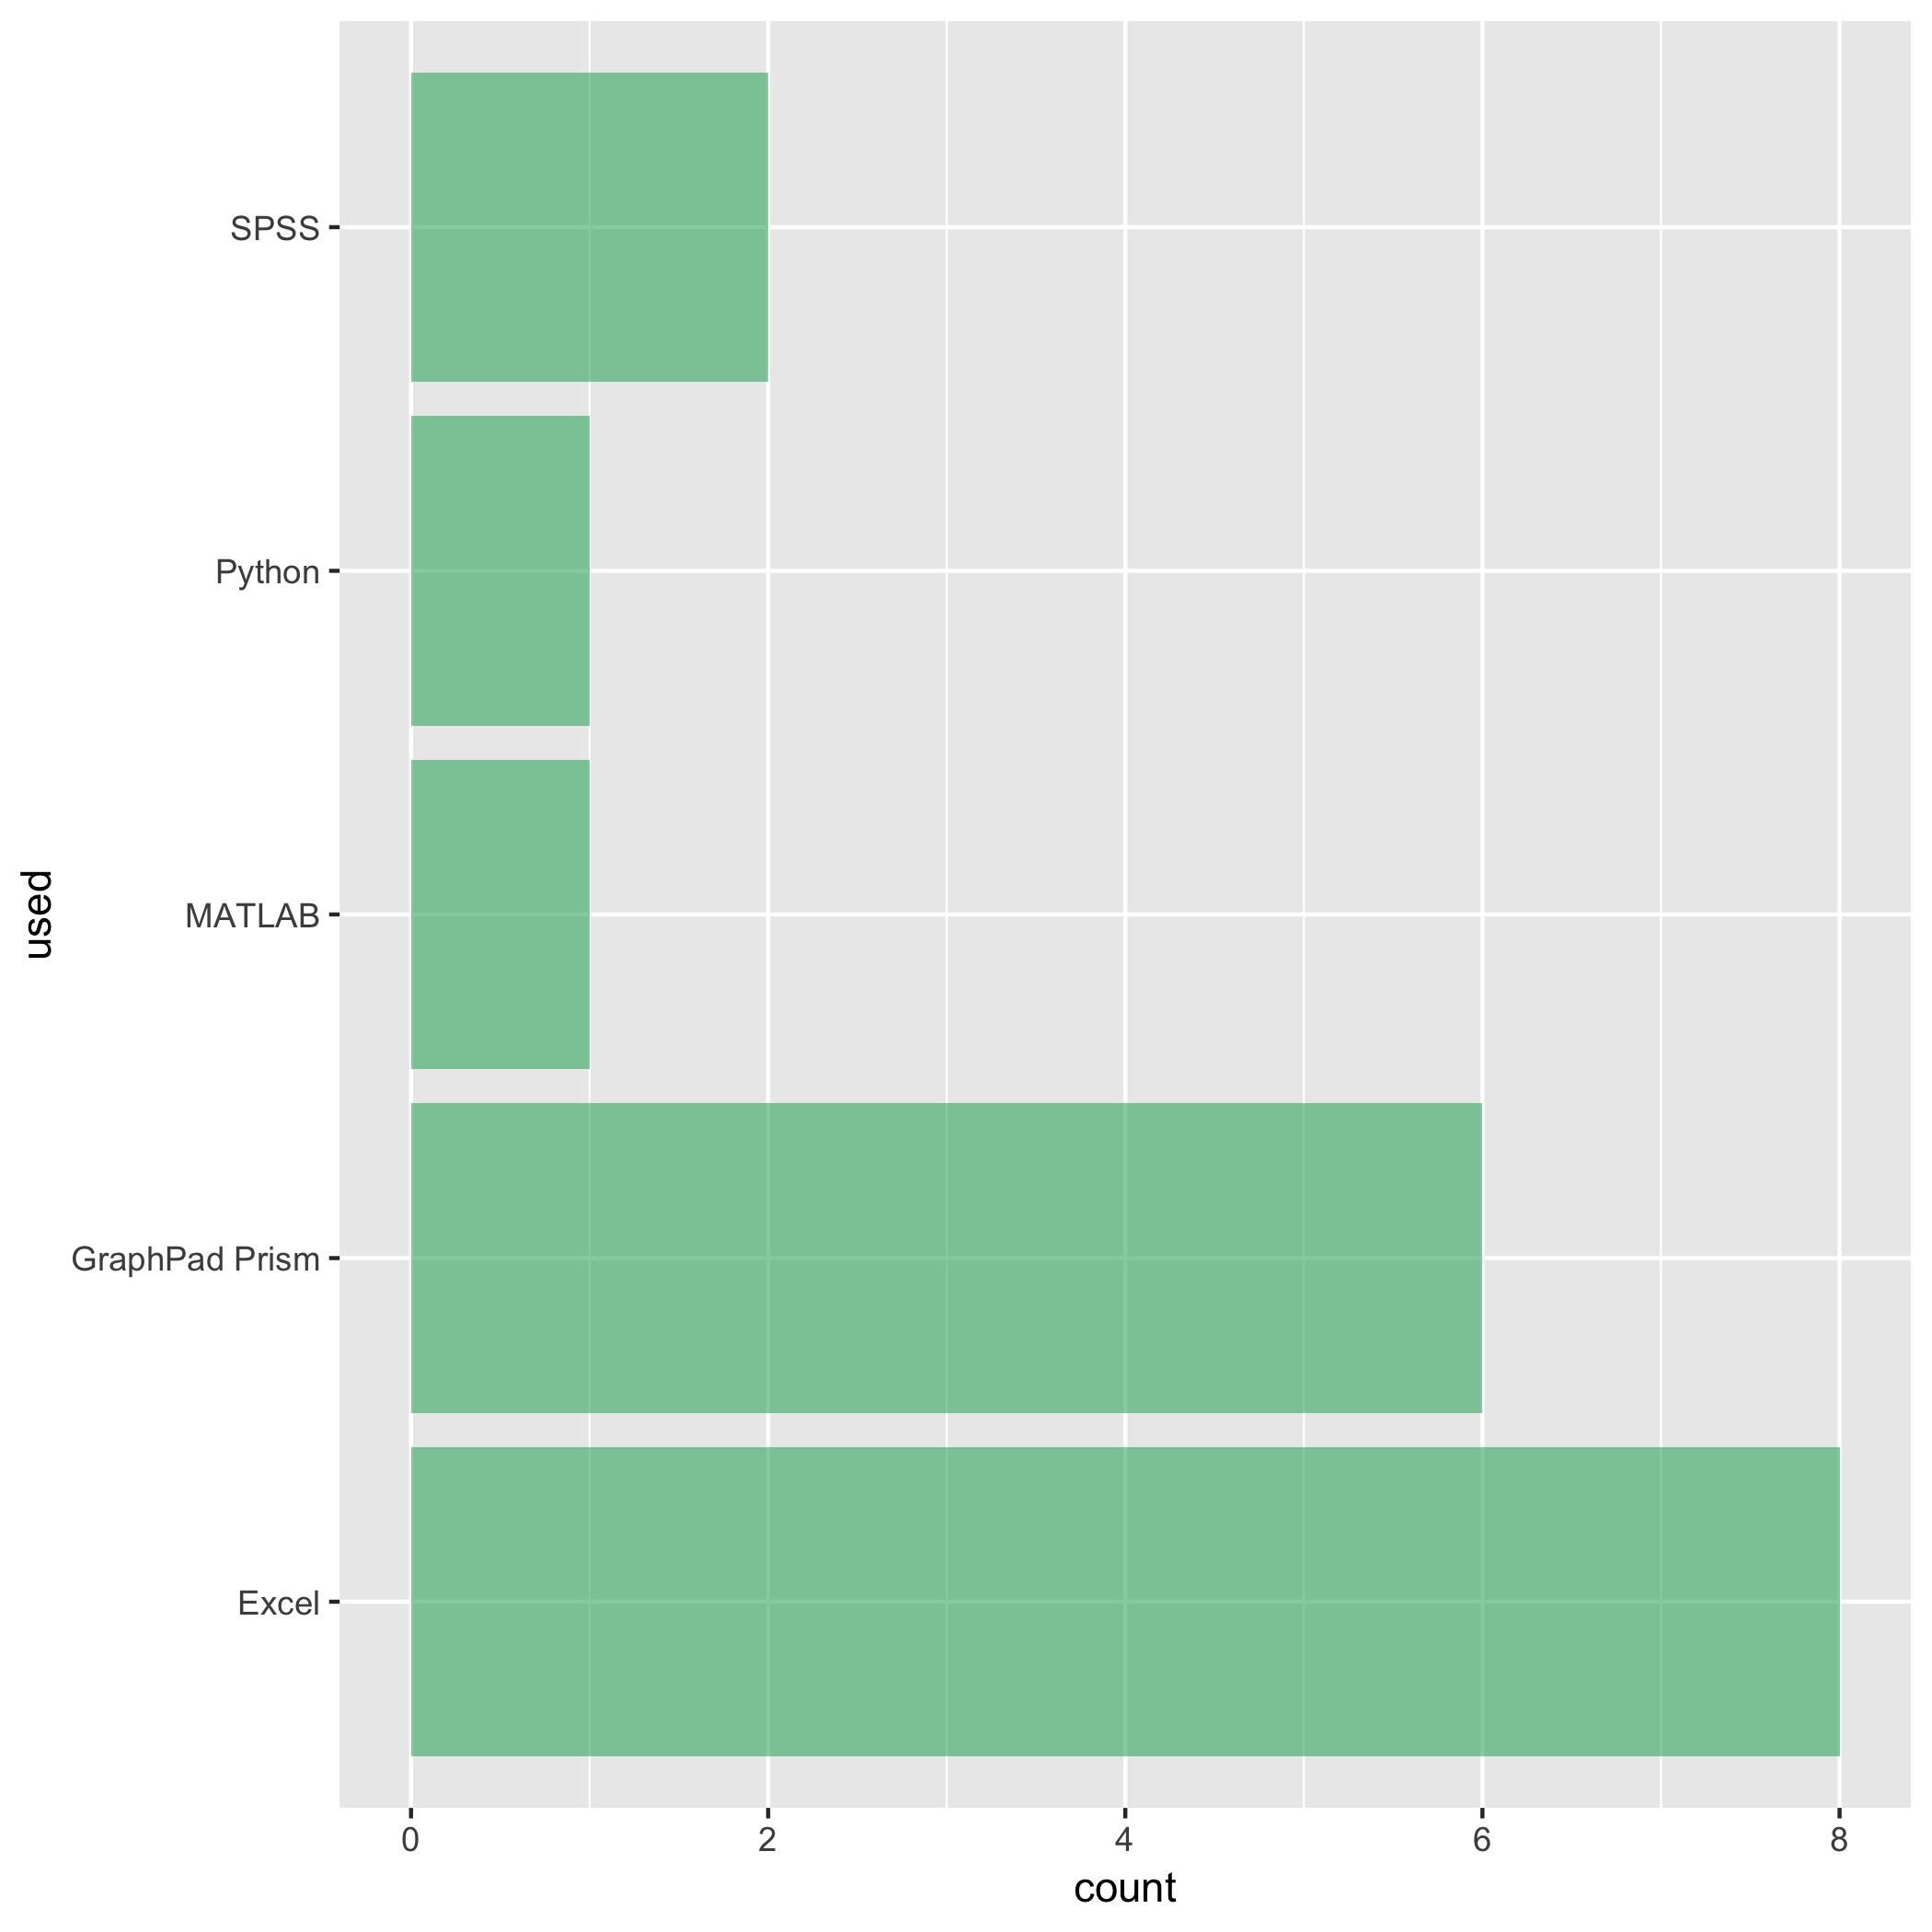 SPSS
Python
MATLAB
GraphPad Prism
Excel
used
0 2 4 6 8
count